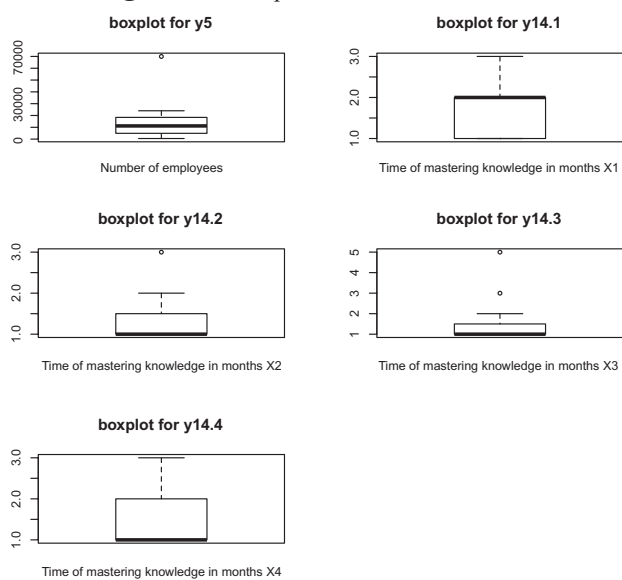 boxplot for y5
70000
30000
0
Number of employees
boxplot for y14.1
3.0
2.0
1.0
Time of mastering knowledge in months X1
boxplot for y14.2
3.0
2.0
1.0
Time of mastering knowledge in months X2
boxplot for y14.3
5
4
3
2
1
Time of mastering knowledge in months X3
boxplot for y14.4
3.0
2.0
1.0
Time of mastering knowledge in months X4